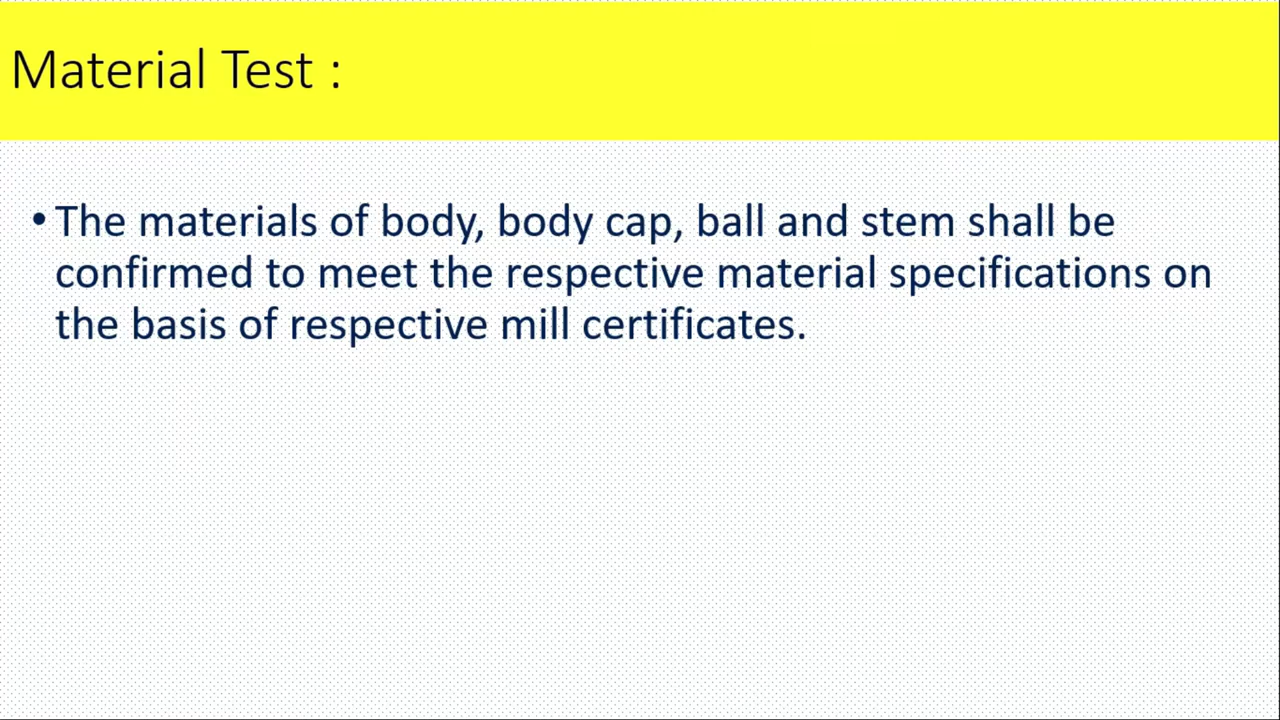 Material Test :
• The materials of body, body cap, ball and stem shall be
confirmed to meet the respective material specifications on
the basis of respective mill certificates.